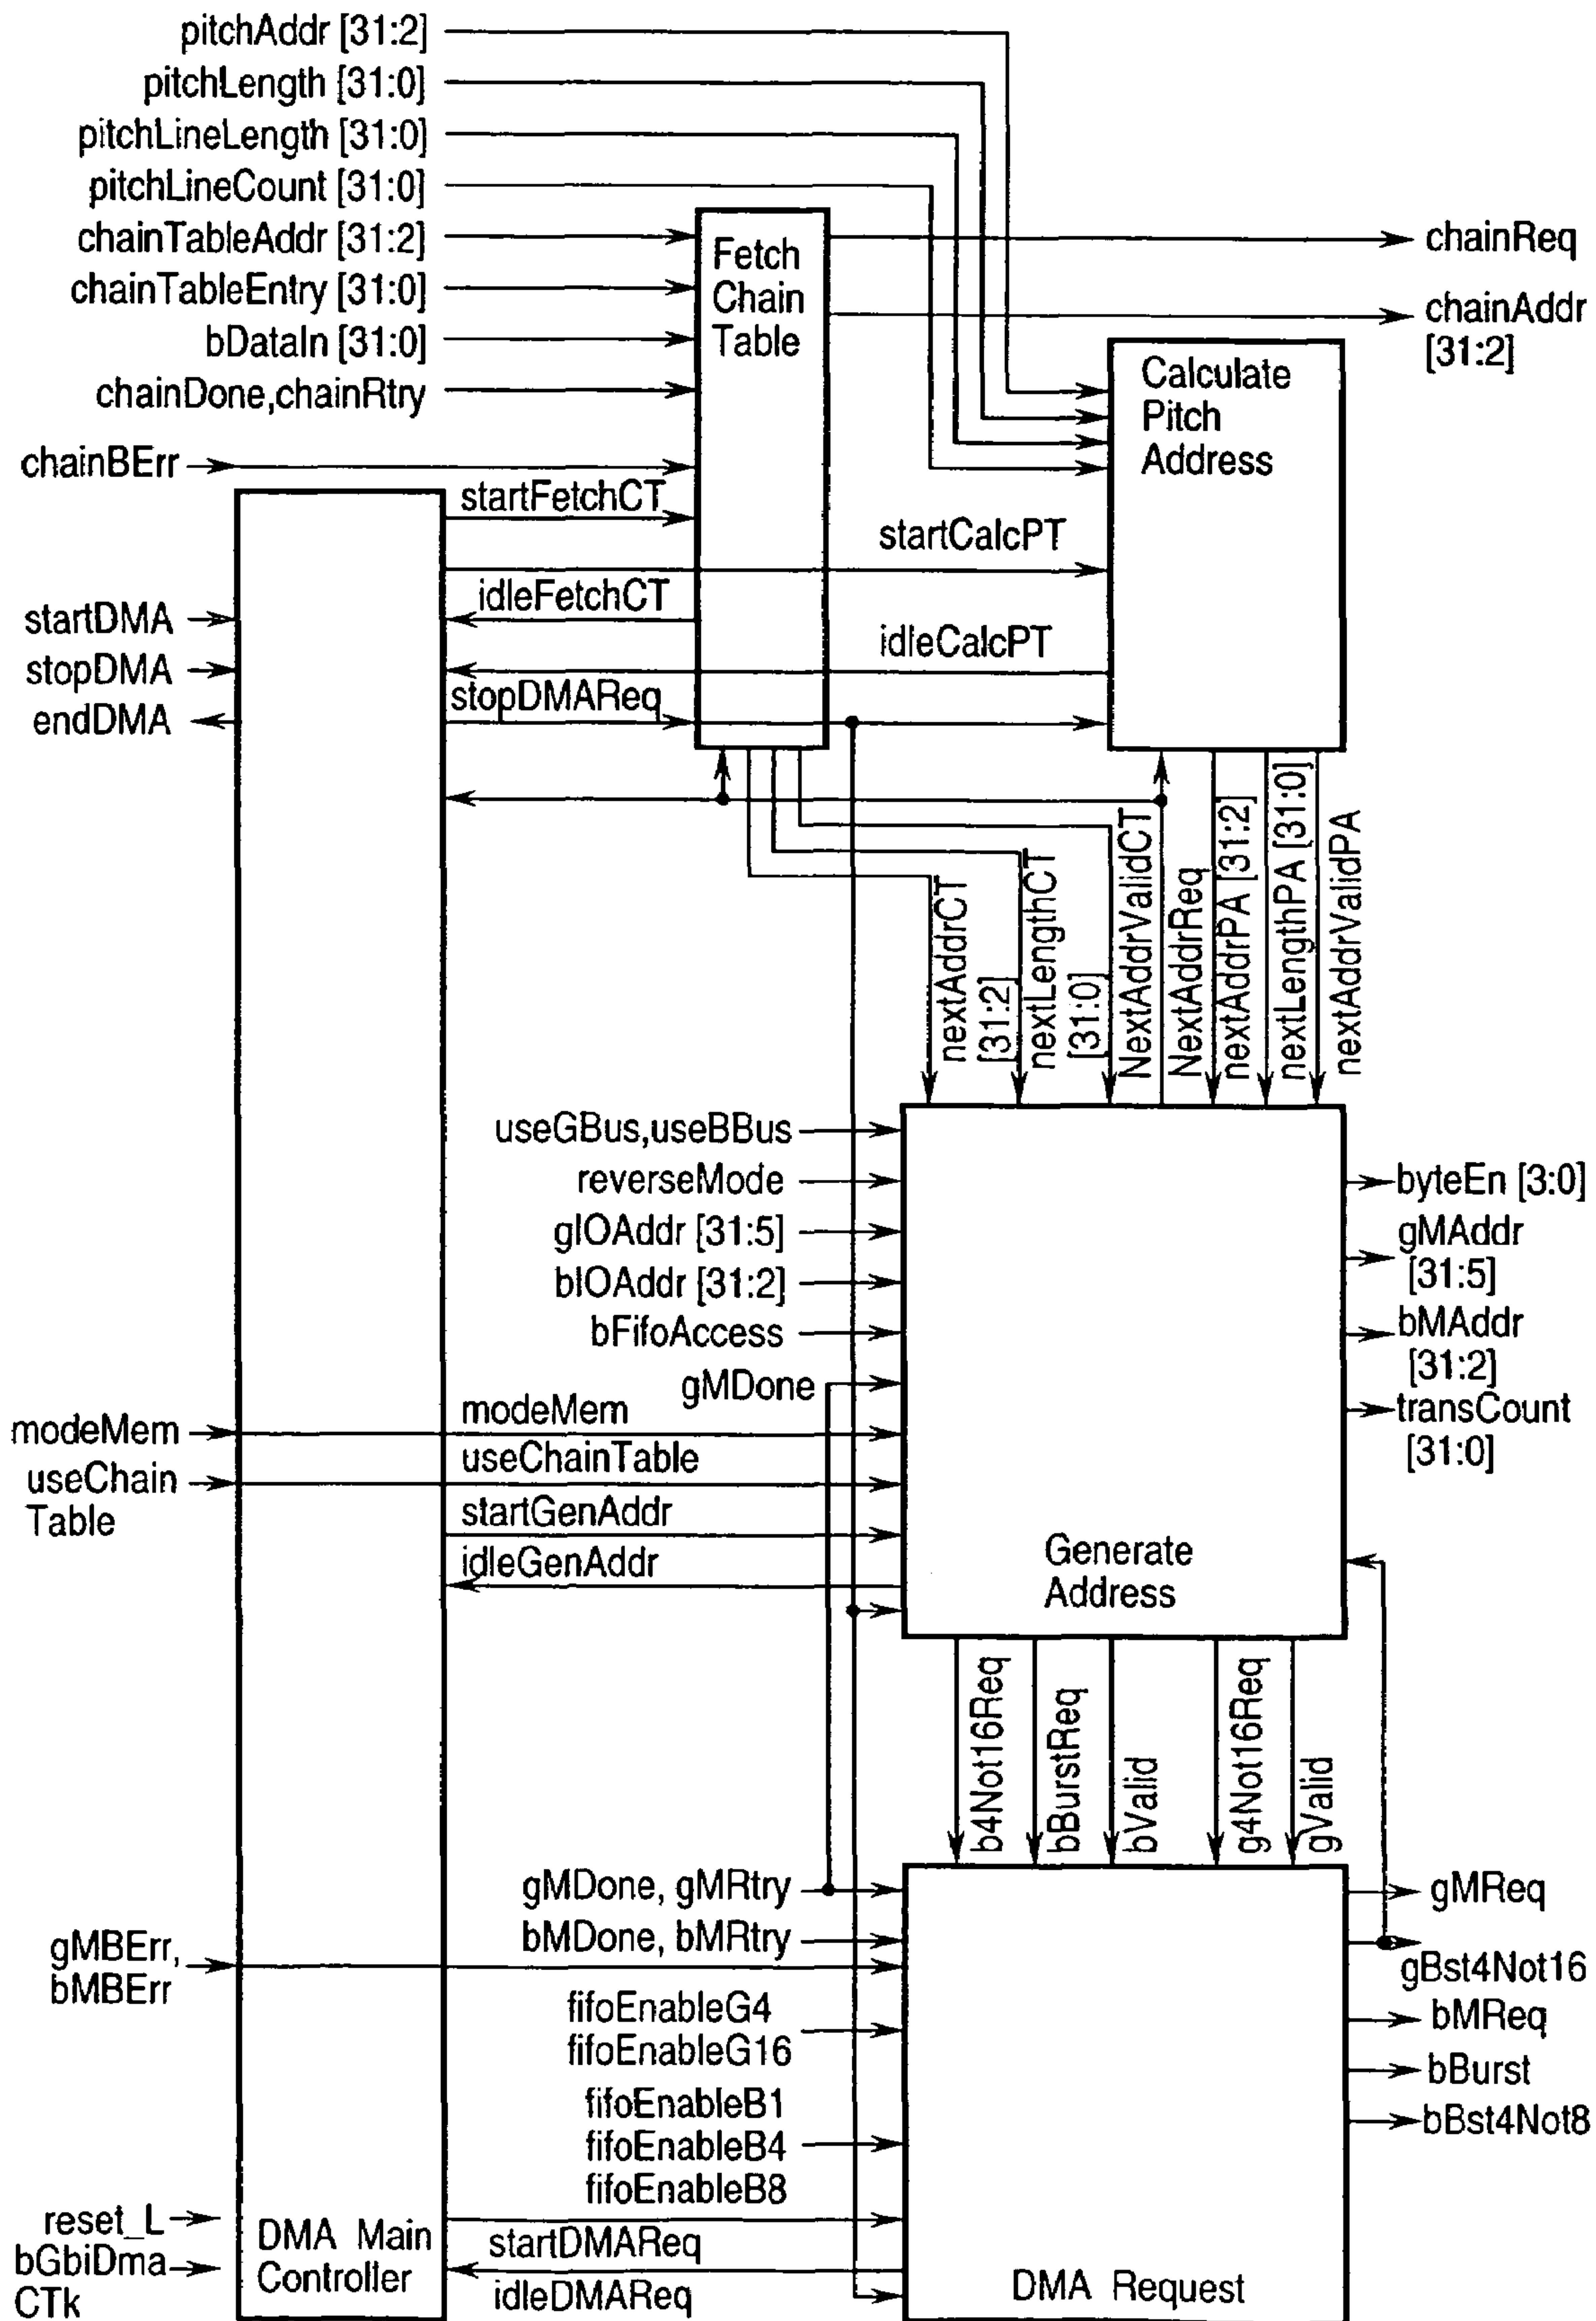 pitchAddr [31:2]
pitchLength [31:0]
pitchLineLength [31:0]
pitchLineCount [31:0]
chainTableAddr [31:2]
chainTableEntry [31:0]
bDataIn [31:0]
chainDone,chainRtry
chainBErr
Fetch
Chain
Table
chainReq
chainAddr
[31:2]
Calculate
Pitch
Address
startFetchCT
startCalcPT
idleFetchCT
idleCalcPT
stopDMAReq
startDMA
stopDMA
endDMA
nextAddrCT
[31:2]
nextLengthCT
[31:0]
NextAddrValidCT
NextAddrReq
nextAddrPA [31:2]
nextLengthPA [31:0]
nextAddrValidPA
useGBus,useBBus
reverseMode
gIOAddr [31:5]
bIOAddr [31:2]
bFifoAccess
gMDone
modeMem
modeMem
useChain
Table
useChainTable
startGenAddr
idleGenAddr
Generate
Address
byteEn [3:0]
gMAddr
[31:5]
bMAddr
[31:2]
transCount
[31:0]
b4Not16Req
bBurstReq
bValid
g4Not16Req
gValid
gMDone, gMRtry
bMDone, bMRtry
gMBErr,
bMBErr
fifoEnableG4
fifoEnableG16
fifoEnableB1
fifoEnableB4
fifoEnableB8
startDMAReq
idleDMAReq
DMA Request
gMReq
gBst4Not16
bMReq
bBurst
bBst4Not8
reset_L
bGbiDma
CTk
DMA Main
Controller